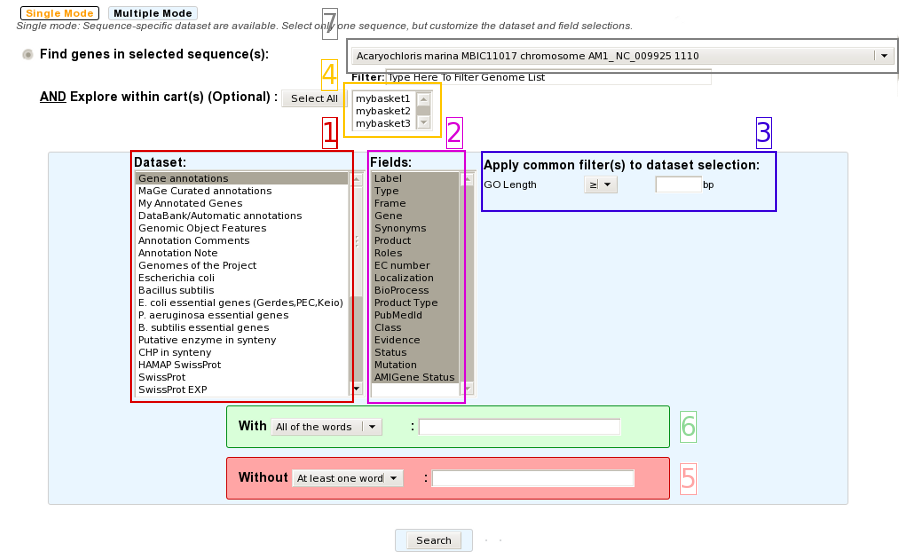 Single Mode Multiple Mode
Single mode: Sequence-specific dataset are available. Select only one sequence, but customize the dataset and field selections.
7
Find genes in selected sequence(s):
Acaryochloris marina MBIC11017 chromosome AM1_ NC_009925 1110
4
Filter: Type Here To Filter Genome List
AND Explore within cart(s) (Optional) : Select All
mybasket1
mybasket2
mybasket3
1
2
3
Dataset:
Gene annotations
MaGe Curated annotations
My Annotated Genes
DataBank/Automatic annotations
Genomic Object Features
Annotation Comments
Annotation Note
Genomes of the Project
Escherichia coli
Bacillus subtilis
E. coli essential genes (Gerdes,PEC,Keio)
P. aeruginosa essential genes
B. subtilis essential genes
Putative enzyme in synteny
CHP in synteny
HAMAP SwissProt
SwissProt
SwissProt EXP
Fields:
Label
Type
Frame
Gene
Synonyms
Product
Roles
EC number
Localization
BioProcess
Product Type
PubMedId
Class
Evidence
Status
Mutation
AMIGene Status
Apply common filter(s) to dataset selection:
GO Length ≥ bp
With All of the words :
6
Without At least one word :
5
Search